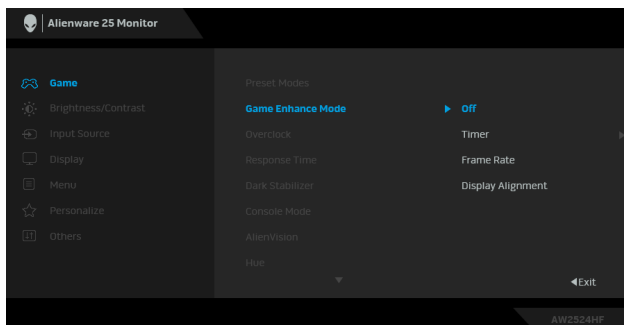 Alienware 25 Monitor
Game
Brightness/Contrast
Input Source
Display
Menu
Personalize
Others
Preset Modes
Game Enhance Mode
Overclock
Response Time
Dark Stabilizer
Console Mode
AlienVision
Hue
Off
Timer
Frame Rate
Display Alignment
Exit
AW2524HF